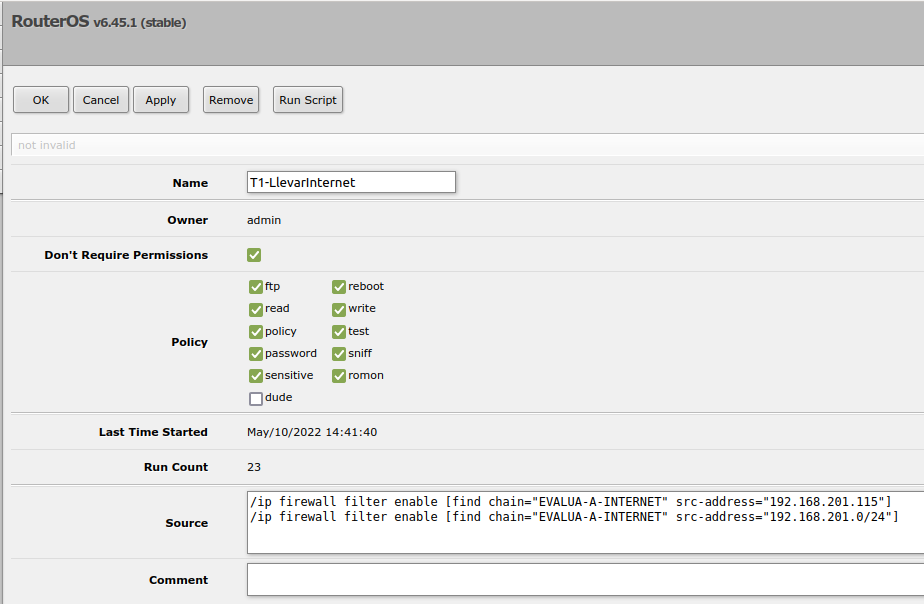 RouterOS v6.45.1 (stable)
OK Cancel Apply Remove Run Script
not invalid
Name T1-LlevarInternet
Owner admin
Don't Require Permissions
ftp reboot
read write
policy test
Policy
password sniff
sensitive romon
dude
Last Time Started May/10/2022 14:41:40
Run Count 23
/ip firewall filter enable [find chain="EVALUA-A-INTERNET" src-address="192.168.201.115"]
/ip firewall filter enable [find chain="EVALUA-A-INTERNET" src-address="192.168.201.0/24"]
Source
Comment